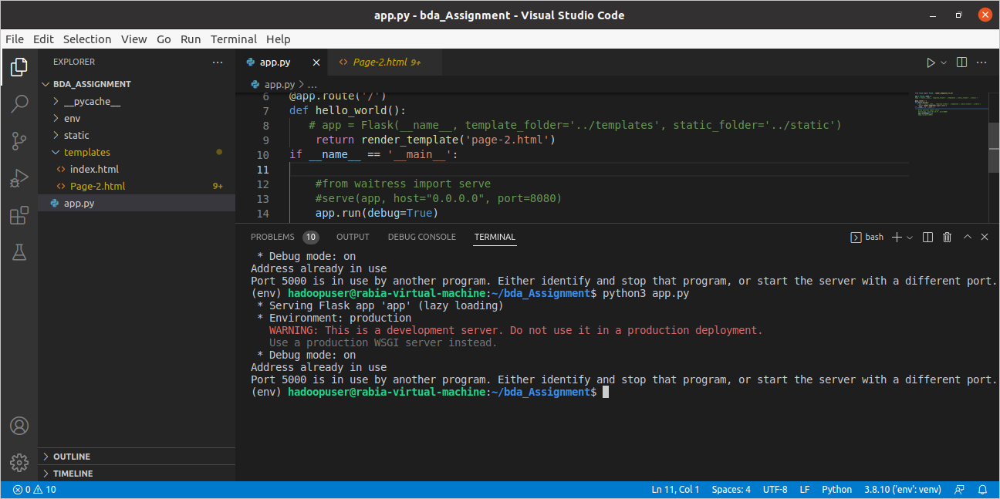 app.py - bda_Assignment - Visual Studio Code
File Edit Selection View Go Run Terminal Help
EXPLORER
BDA_ASSIGNMENT
__pycache__
env
static
templates
index.html
Page-2.html 9+
app.py
OUTLINE
TIMELINE
app.py Page-2.html 9+
app.py > ...
6 @app.route('/')
7 def hello_world():
8 # app = Flask(__name__, template_folder='../templates', static_folder='../static')
9 return render_template('page-2.html')
10 if __name__ == '__main__':
11
12 #from waitress import serve
13 #serve(app, host="0.0.0.0", port=8080)
14 app.run(debug=True)
PROBLEMS 10 OUTPUT DEBUG CONSOLE TERMINAL bash
* Debug mode: on
Address already in use
Port 5000 is in use by another program. Either identify and stop that program, or start the server with a different port.
(env) hadoopuser@rabia-virtual-machine:~/bda_Assignment$ python3 app.py
* Serving Flask app 'app' (lazy loading)
* Environment: production
WARNING: This is a development server. Do not use it in a production deployment.
Use a production WSGI server instead.
* Debug mode: on
Address already in use
Port 5000 is in use by another program. Either identify and stop that program, or start the server with a different port.
(env) hadoopuser@rabia-virtual-machine:~/bda_Assignment$
0 10 Ln 11, Col 1 Spaces: 4 UTF-8 LF Python 3.8.10 ('env': venv)